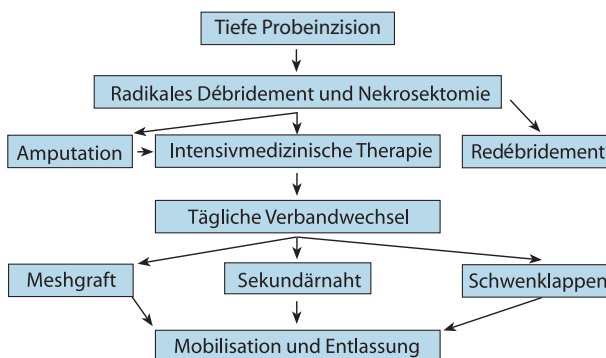 Tiefe Probeinzision
Radikales Débridement und Nekrosektomie
Amputation
Intensivmedizinische Therapie
Redébridement
Tägliche Verbandwechsel
Meshgraft
Sekundärnaht
Schwenklappen
Mobilisation und Entlassung